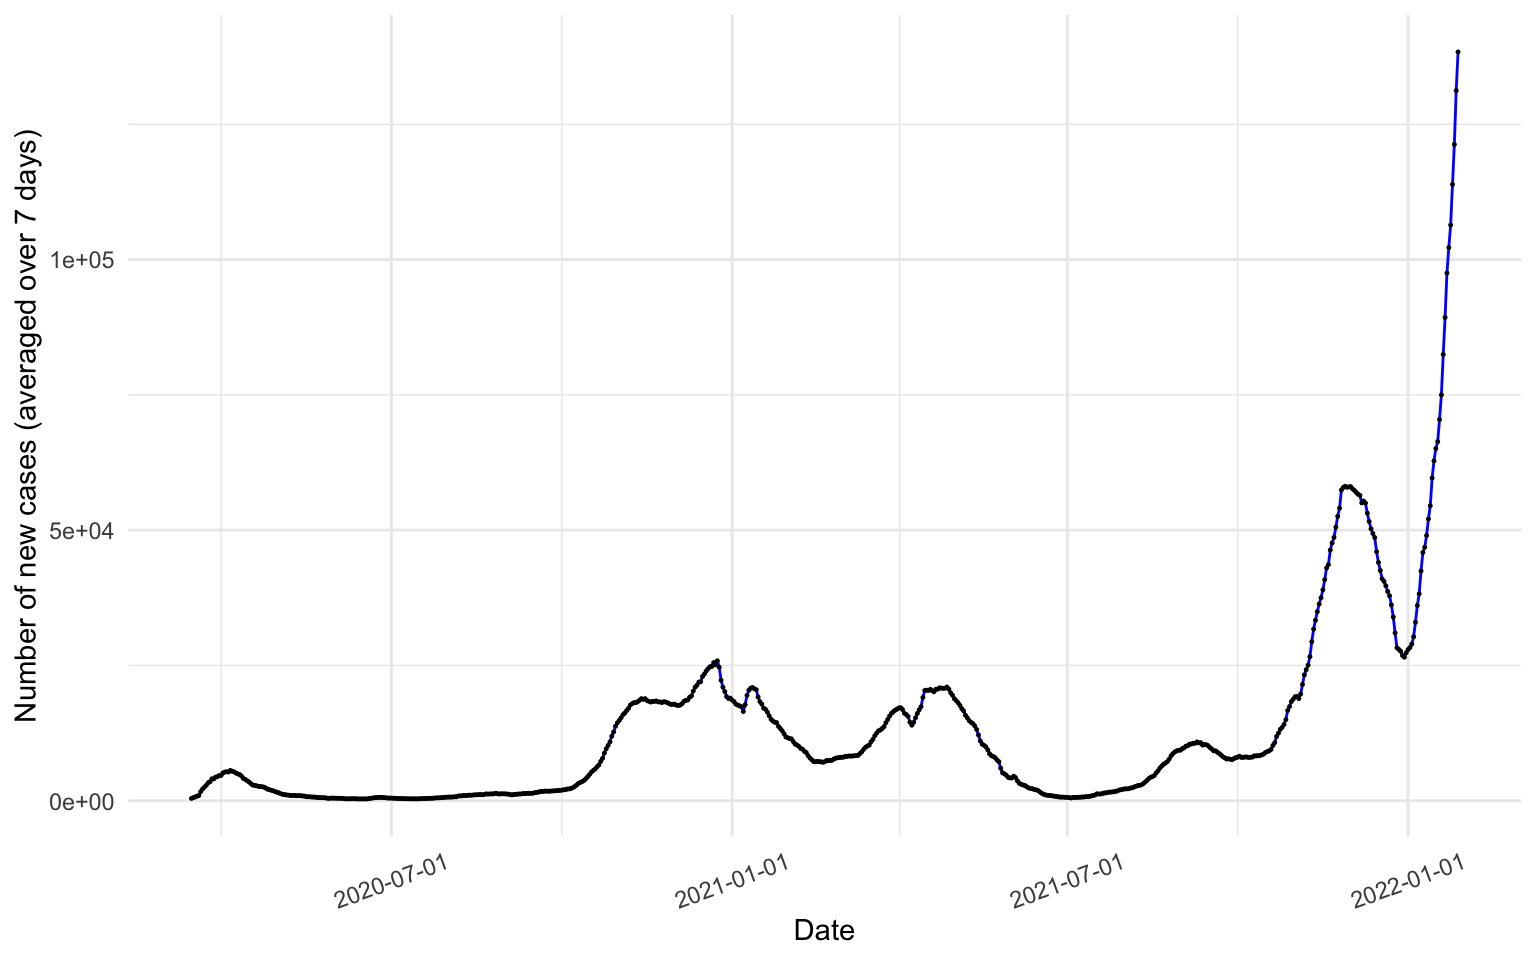 Number of new cases (averaged over 7 days)
1e+05
5e+04
0e+00
2020-07-01
2021-01-01
2021-07-01
2022-01-01
Date